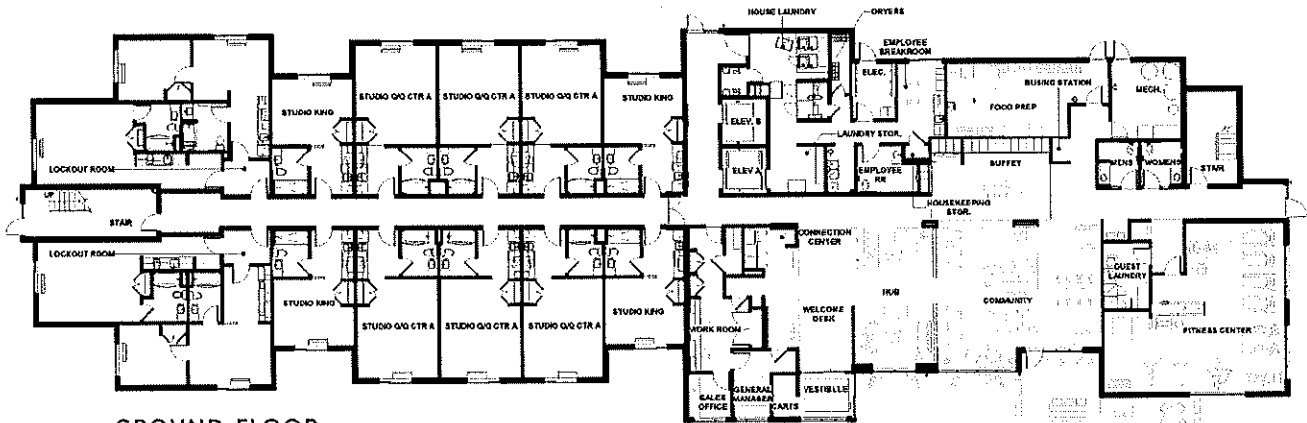 HOUSE LAUNDRY
DRYERS
EMPLOYEE
BREAKROOM
ELEC.
BUSING STATION
MECH.
FOOD PREP
STUDIO Q/Q CTR A
STUDIO Q/Q CTR A
STUDIO Q/Q CTR A
STUDIO KING
STUDIO KING
ELEV. B
LAUNDRY STOR.
LOCKOUT ROOM
ELEV A
EMPLOYEE
RR
BUFFET
MENS
WOMENS
STAIR
HOUSEKEEPING
STOR.
STAIR
CONNECTION
CENTER
LOCKOUT ROOM
GUEST
LAUNDRY
HUB
COMMUNITY
STUDIO KING
STUDIO KING
WELCOME
DESK
STUDIO Q/Q CTR A
STUDIO Q/Q CTR A
STUDIO Q/Q CTR A
WORK ROOM
FITNESS CENTER
SALES
OFFICE
GENERAL
MANAGER
CARTS
VESTIBULE
GROUND FLOOR